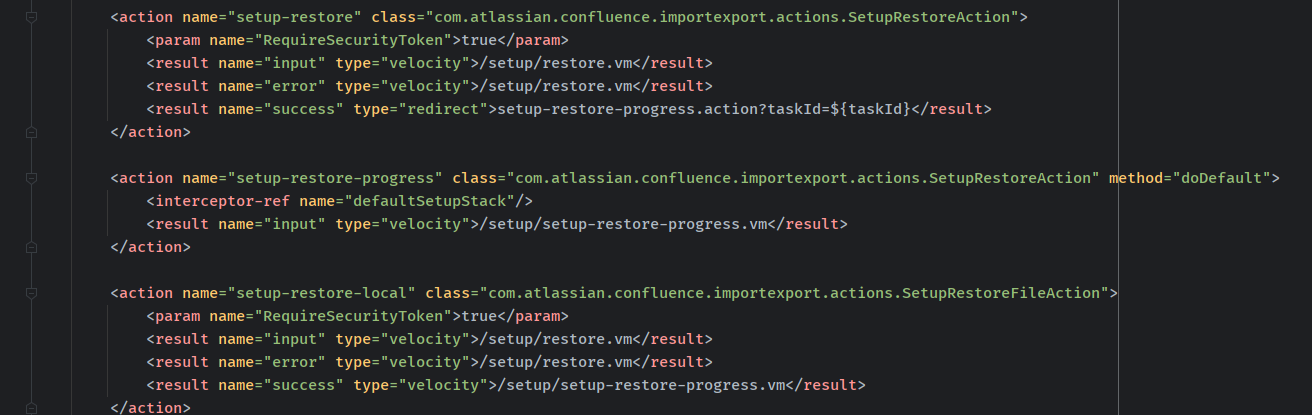 <action name="setup-restore" class="com.atlassian.confluence.importexport.actions.SetupRestoreAction">
<param name="RequireSecurityToken">true</param>
<result name="input" type="velocity">/setup/restore.vm</result>
<result name="error" type="velocity">/setup/restore.vm</result>
<result name="success" type="redirect">setup-restore-progress.action?taskId=${taskId}</result>
</action>
<action name="setup-restore-progress" class="com.atlassian.confluence.importexport.actions.SetupRestoreAction" method="doDefault">
<interceptor-ref name="defaultSetupStack"/>
<result name="input" type="velocity">/setup/setup-restore-progress.vm</result>
</action>
<action name="setup-restore-local" class="com.atlassian.confluence.importexport.actions.SetupRestoreFileAction">
<param name="RequireSecurityToken">true</param>
<result name="input" type="velocity">/setup/restore.vm</result>
<result name="error" type="velocity">/setup/restore.vm</result>
<result name="success" type="velocity">/setup/setup-restore-progress.vm</result>
</action>